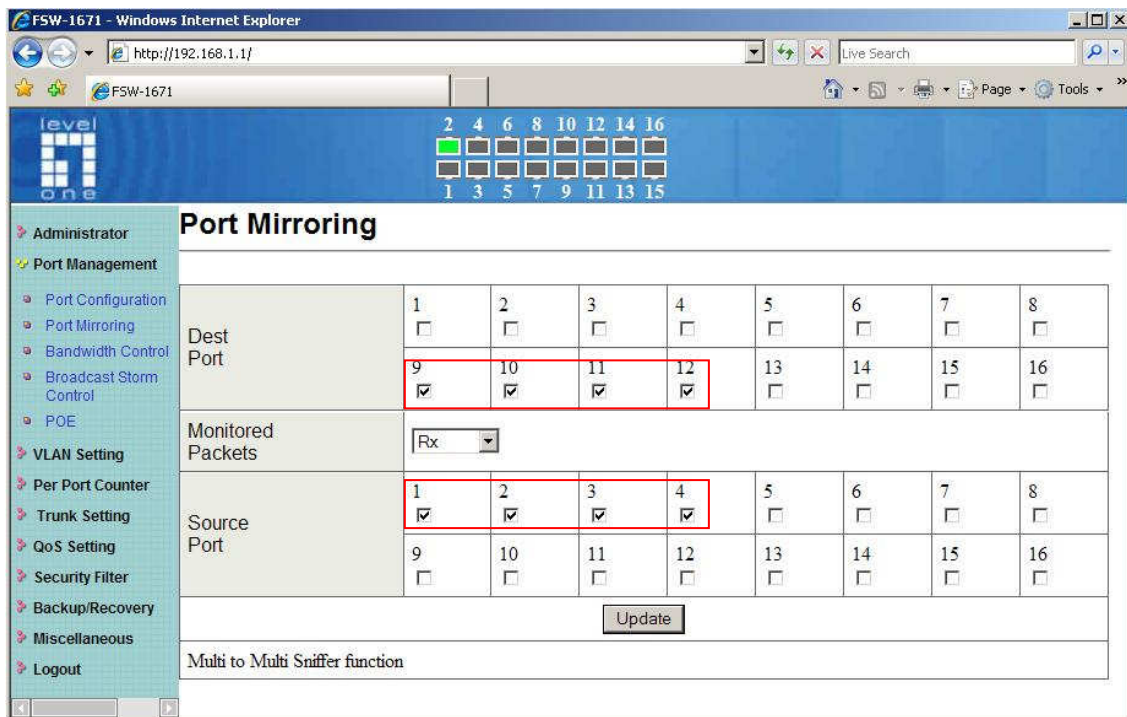 FSW-1671 - Windows Internet Explorer
http://192.168.1.1/
Live Search
FSW-1671
Page
Tools
»
level
one
2 4 6 8 10 12 14 16
1 3 5 7 9 11 13 15
Administrator
Port Management
Port Configuration
Port Mirroring
Bandwidth Control
Broadcast Storm
Control
POE
VLAN Setting
Per Port Counter
Trunk Setting
QoS Setting
Security Filter
Backup/Recovery
Miscellaneous
Logout
Port Mirroring
Dest
Port
1 2 3 4 5 6 7 8
9 10 11 12 13 14 15 16
Monitored
Packets
Rx
Source
Port
1 2 3 4 5 6 7 8
9 10 11 12 13 14 15 16
Update
Multi to Multi Sniffer function